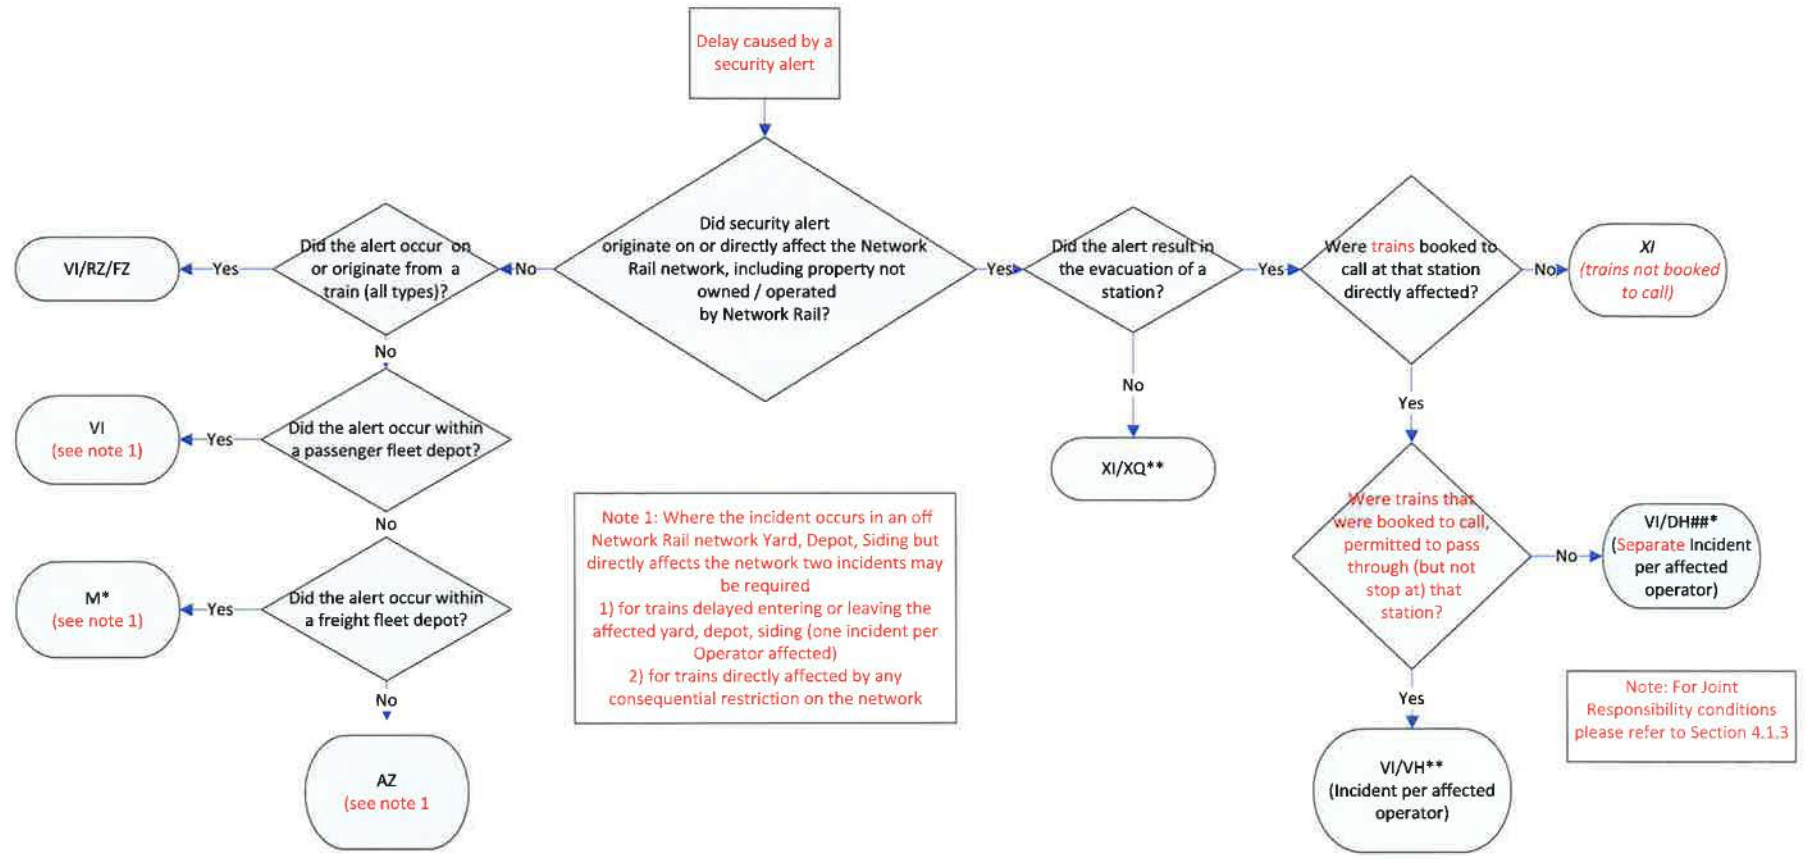 Delay caused by a
security alert
Did security alert
originate on or directly affect the Network
Rail network, including property not
owned / operated
by Network Rail?
No
Did the alert occur on
or originate from a
train (all types)?
Yes
VI/RZ/FZ
No
Did the alert occur within
a passenger fleet depot?
Yes
VI
(see note 1)
No
Did the alert occur within
a freight fleet depot?
Yes
M*
(see note 1)
No
AZ
(see note 1
Yes
Did the alert result in
the evacuation of a
station?
No
XI/XQ**
Yes
Were trains booked to
call at that station
directly affected?
No
XI
(trains not booked
to call)
Yes
Were trains that
were booked to call,
permitted to pass
through (but not
stop at) that
station?
No
VI/DH##*
(Separate Incident
per affected
operator)
Yes
VI/VH**
(Incident per affected
operator)
Note 1: Where the incident occurs in an off
Network Rail network Yard, Depot, Siding but
directly affects the network two incidents may
be required
1) for trains delayed entering or leaving the
affected yard, depot, siding (one incident per
Operator affected)
2) for trains directly affected by any
consequential restriction on the network
Note: For Joint
Responsibility conditions
please refer to Section 4.1.3